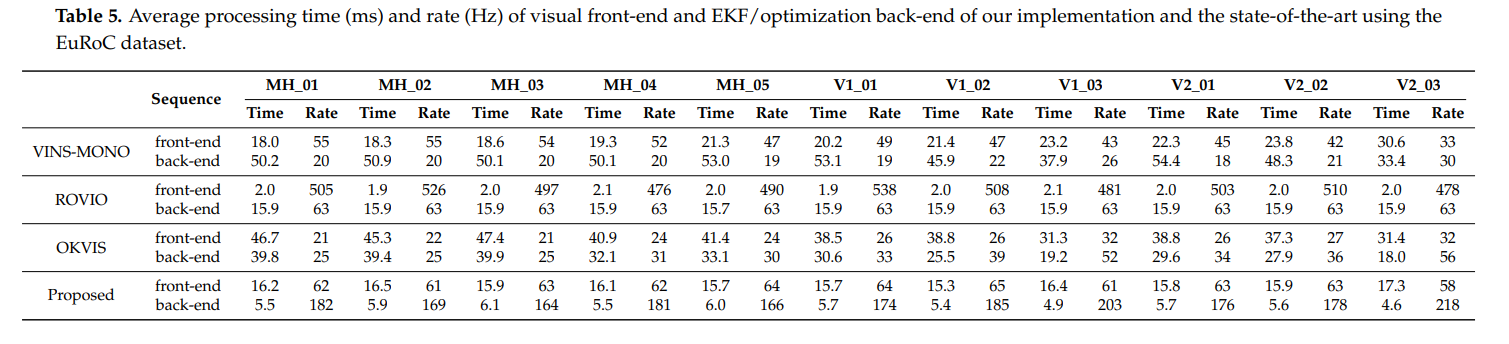 Table 5. Average processing time (ms) and rate (Hz) of visual front-end and EKF/optimization back-end of our implementation and the state-of-the-art using the
EuRoC dataset.
Sequence MH_01 MH_02 MH_03 MH_04 MH_05 V1_01 V1_02 V1_03 V2_01 V2_02 V2_03
Time Rate Time Rate Time Rate Time Rate Time Rate Time Rate Time Rate Time Rate Time Rate Time Rate Time Rate
VINS-MONO front-end 18.0 55 18.3 55 18.6 54 19.3 52 21.3 47 20.2 49 21.4 47 23.2 43 22.3 45 23.8 42 30.6 33
back-end 50.2 20 50.9 20 50.1 20 50.1 20 53.0 19 53.1 19 45.9 22 37.9 26 54.4 18 48.3 21 33.4 30
ROVIO front-end 2.0 505 1.9 526 2.0 497 2.1 476 2.0 490 1.9 538 2.0 508 2.1 481 2.0 503 2.0 510 2.0 478
back-end 15.9 63 15.9 63 15.9 63 15.9 63 15.7 63 15.9 63 15.9 63 15.9 63 15.9 63 15.9 63 15.9 63
OKVIS front-end 46.7 21 45.3 22 47.4 21 40.9 24 41.4 24 38.5 26 38.8 26 31.3 32 38.8 26 37.3 27 31.4 32
back-end 39.8 25 39.4 25 39.9 25 32.1 31 33.1 30 30.6 33 25.5 39 19.2 52 29.6 34 27.9 36 18.0 56
Proposed front-end 16.2 62 16.5 61 15.9 63 16.1 62 15.7 64 15.7 64 15.3 65 16.4 61 15.8 63 15.9 63 17.3 58
back-end 5.5 182 5.9 169 6.1 164 5.5 181 6.0 166 5.7 174 5.4 185 4.9 203 5.7 176 5.6 178 4.6 218